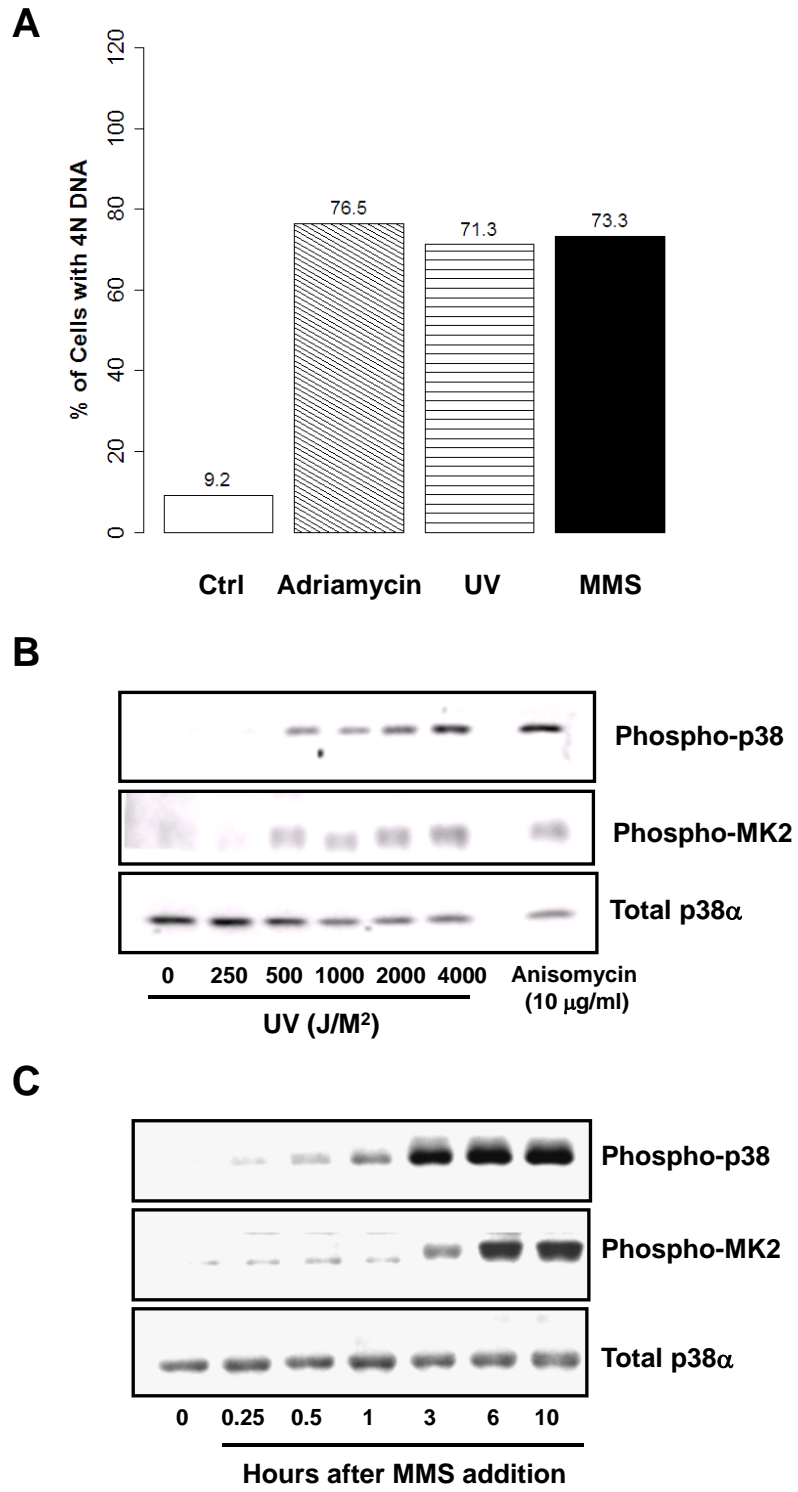 A
% of Cells with 4N DNA
120
100
80
60
40
20
0
9.2
76.5
71.3
73.3
Ctrl Adriamycin UV MMS
B
Phospho-p38
Phospho-MK2
Total p38α
0 250 500 1000 2000 4000 Anisomycin
(10 μg/ml)
UV (J/M²)
C
Phospho-p38
Phospho-MK2
Total p38α
0 0.25 0.5 1 3 6 10
Hours after MMS addition